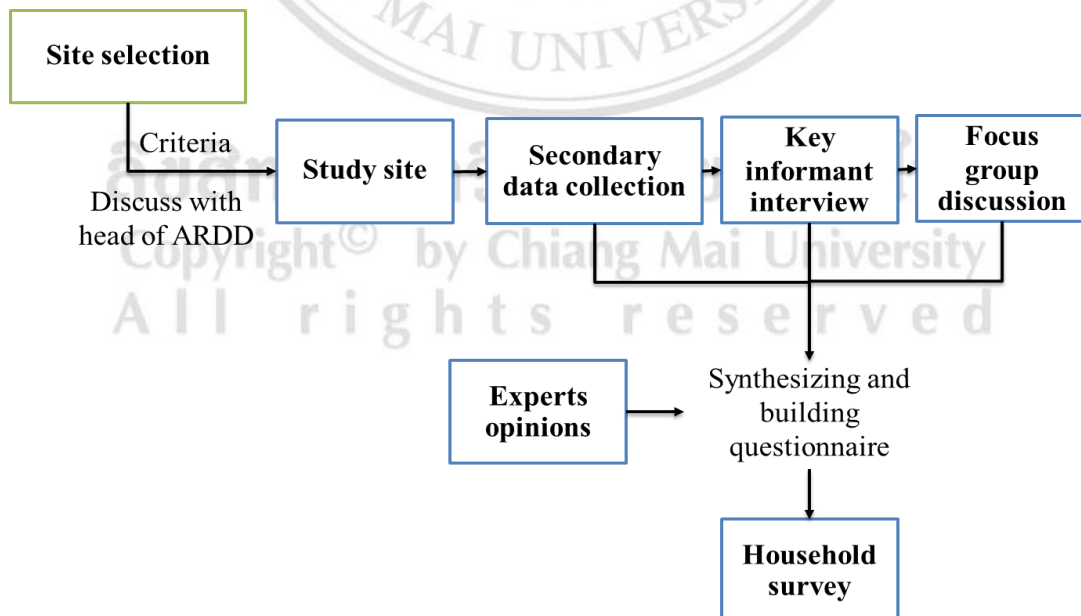 MAI UNIVERS
Site selection
Criteria
Discuss with
head of ARDD
Study site
Secondary
data collection
Key
informant
interview
Focus
group
discussion
Copyright© by Chiang Mai University
All rights reserved
Experts
opinions
Synthesizing and
building
questionnaire
Household
survey